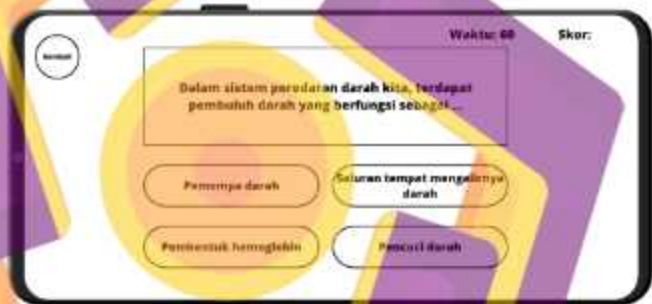 Waktu: 60
Skor:
Kembali
Dalam sistem peredaran darah kita, terdapat
pembuluh darah yang berfungsi sebagai ...
Pemompa darah
Saluran tempat mengalirnya
darah
Pembentuk hemoglobin
Pencuci darah